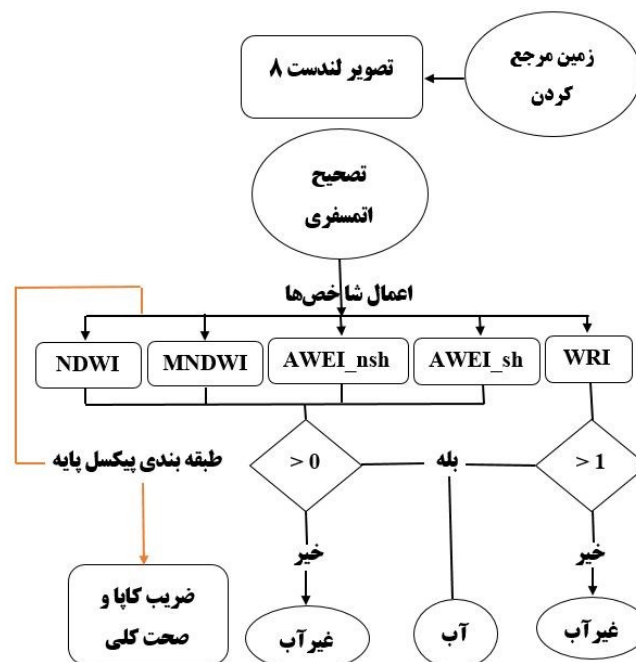 زمین مرجع
کردن
تصویر لندست ۸
تصحیح
اتمسفری
اعمال شاخص‌ها
NDWI
MNDWI
AWEI_nsh
AWEI_sh
WRI
طبقه بندی پیکسل پایه
> 0
بله
> 1
خیر
خیر
ضریب کاپا و
صحت کلی
غیرآب
آب
غیرآب